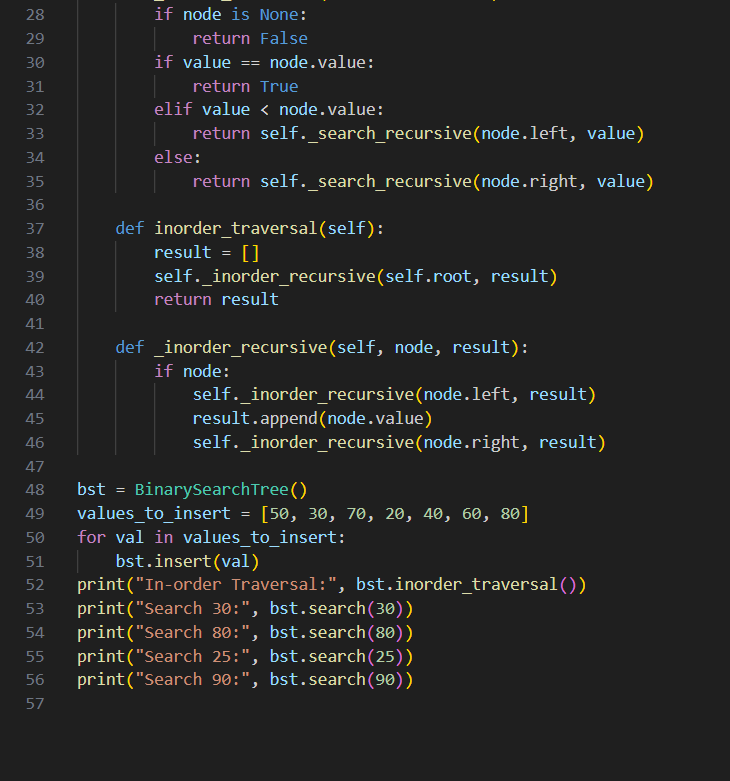 28 if node is None:
29 return False
30 if value == node.value:
31 return True
32 elif value < node.value:
33 return self._search_recursive(node.left, value)
34 else:
35 return self._search_recursive(node.right, value)
36
37 def inorder_traversal(self):
38 result = []
39 self._inorder_recursive(self.root, result)
40 return result
41
42 def _inorder_recursive(self, node, result):
43 if node:
44 self._inorder_recursive(node.left, result)
45 result.append(node.value)
46 self._inorder_recursive(node.right, result)
47
48 bst = BinarySearchTree()
49 values_to_insert = [50, 30, 70, 20, 40, 60, 80]
50 for val in values_to_insert:
51 bst.insert(val)
52 print("In-order Traversal:", bst.inorder_traversal())
53 print("Search 30:", bst.search(30))
54 print("Search 80:", bst.search(80))
55 print("Search 25:", bst.search(25))
56 print("Search 90:", bst.search(90))
57